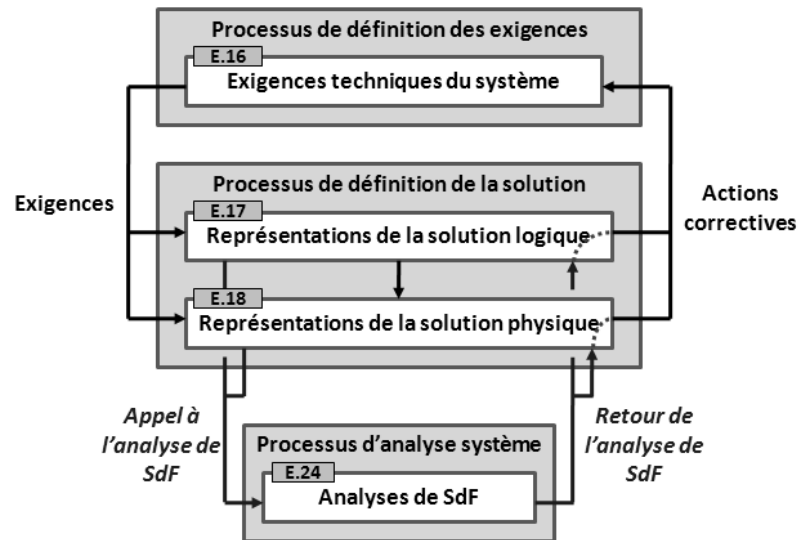 Processus de définition des exigences
E.16
Exigences techniques du système
Processus de définition de la solution
Exigences
E.17
Représentations de la solution logique
Actions
correctives
E.18
Représentations de la solution physique
Appel à
l'analyse de
SdF
Retour de
l'analyse de
SdF
Processus d'analyse système
E.24
Analyses de SdF